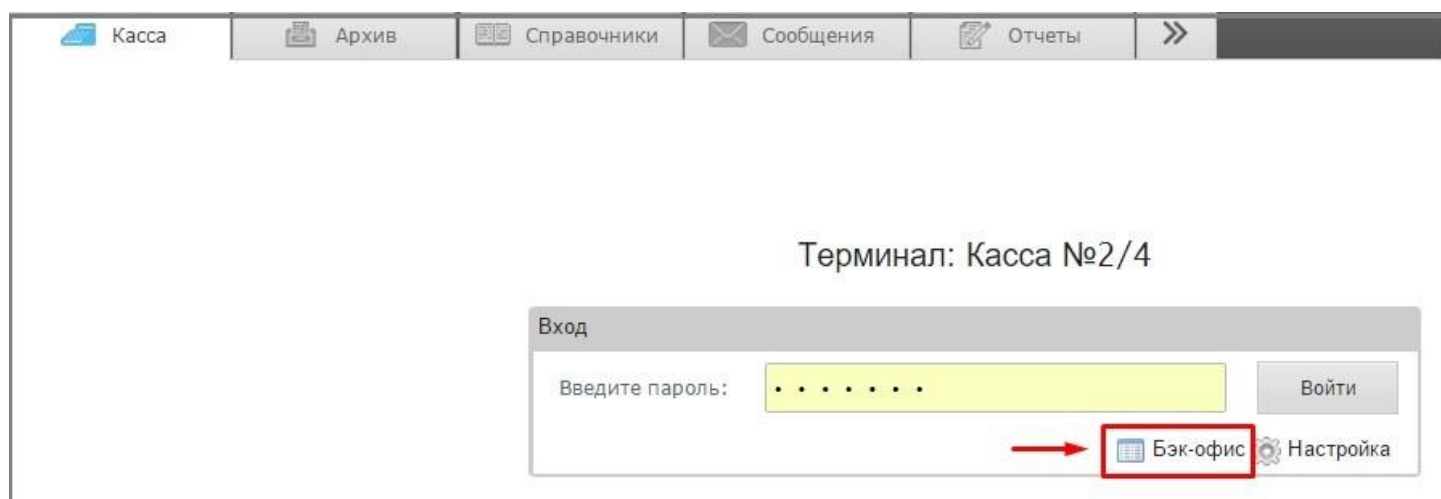 Касса Архив Справочники Сообщения Отчеты
Терминал: Касса №2/4
Вход
Введите пароль: Войти
Бэк-офис Настройка